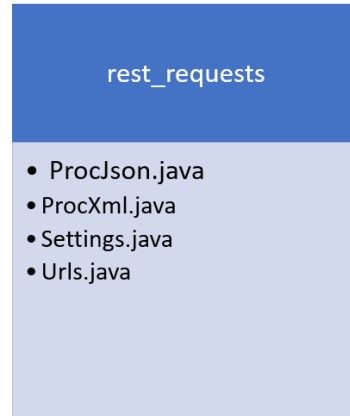 rest_requests
• ProcJson.java
• ProcXml.java
• Settings.java
• Urls.java